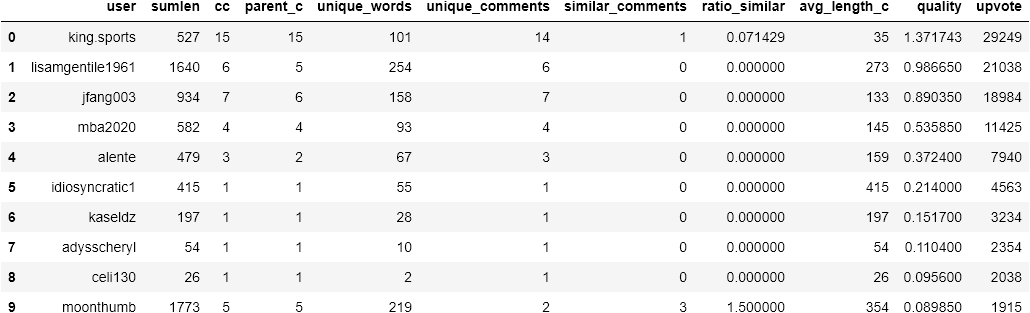 user sumlen cc parent_c unique_words unique_comments similar_comments ratio_similar avg_length_c quality upvote
0 king.sports 527 15 15 101 14 1 0.071429 35 1.371743 29249
1 lisamgentile1961 1640 6 5 254 6 0 0.000000 273 0.986650 21038
2 jfang003 934 7 6 158 7 0 0.000000 133 0.890350 18984
3 mba2020 582 4 4 93 4 0 0.000000 145 0.535850 11425
4 alente 479 3 2 67 3 0 0.000000 159 0.372400 7940
5 idiosyncratic1 415 1 1 55 1 0 0.000000 415 0.214000 4563
6 kaseldz 197 1 1 28 1 0 0.000000 197 0.151700 3234
7 adysscheryl 54 1 1 10 1 0 0.000000 54 0.110400 2354
8 celi130 26 1 1 2 1 0 0.000000 26 0.095600 2038
9 moonthumb 1773 5 5 219 2 3 1.500000 354 0.089850 1915